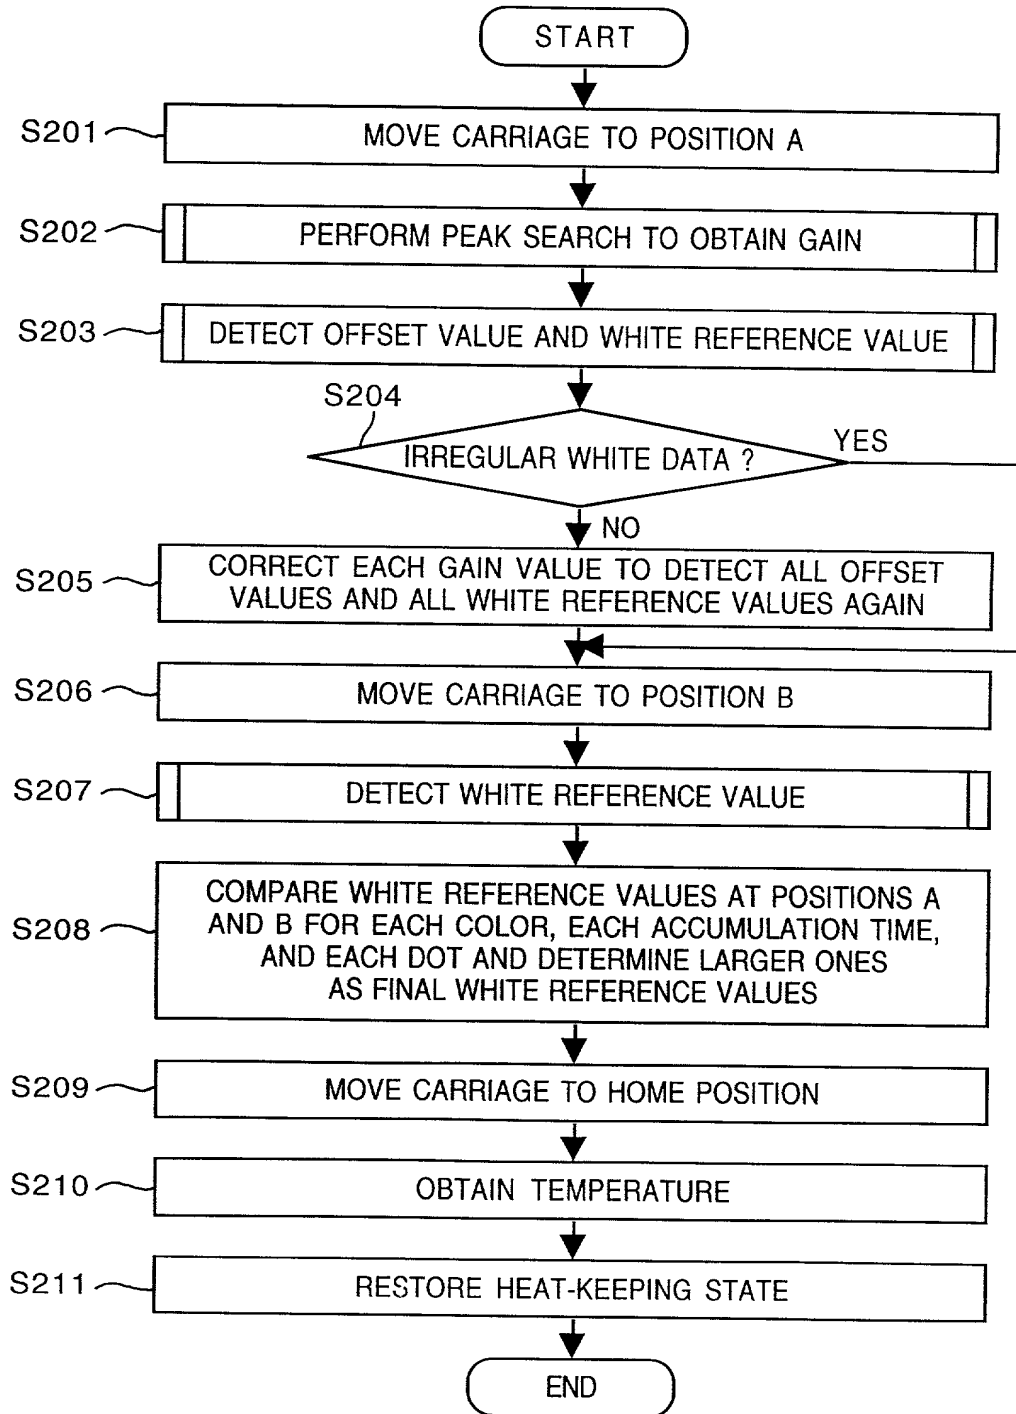 START
S201
MOVE CARRIAGE TO POSITION A
S202
PERFORM PEAK SEARCH TO OBTAIN GAIN
S203
DETECT OFFSET VALUE AND WHITE REFERENCE VALUE
S204
IRREGULAR WHITE DATA ?
YES
NO
S205
CORRECT EACH GAIN VALUE TO DETECT ALL OFFSET
VALUES AND ALL WHITE REFERENCE VALUES AGAIN
S206
MOVE CARRIAGE TO POSITION B
S207
DETECT WHITE REFERENCE VALUE
S208
COMPARE WHITE REFERENCE VALUES AT POSITIONS A
AND B FOR EACH COLOR, EACH ACCUMULATION TIME,
AND EACH DOT AND DETERMINE LARGER ONES
AS FINAL WHITE REFERENCE VALUES
S209
MOVE CARRIAGE TO HOME POSITION
S210
OBTAIN TEMPERATURE
S211
RESTORE HEAT-KEEPING STATE
END